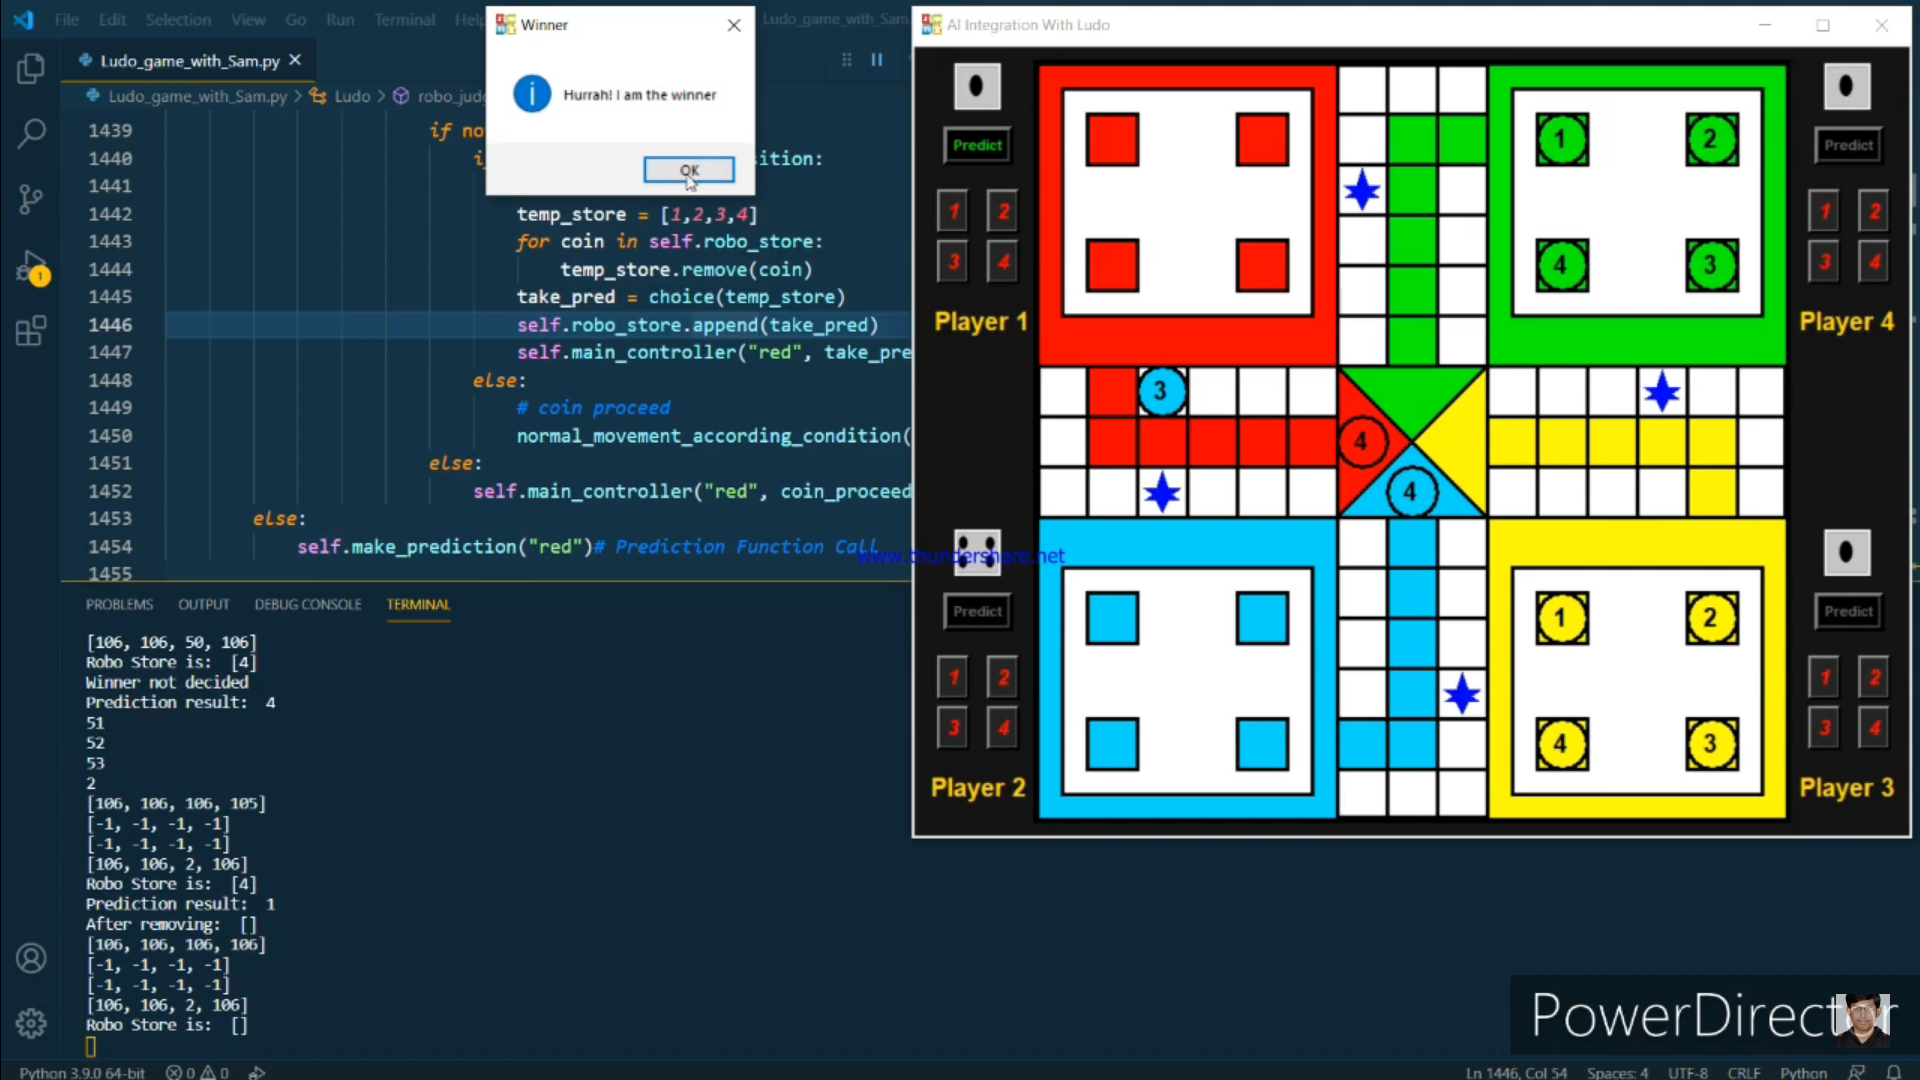 File Edit Selection View Go Run Terminal
Ludo_game_with_Sam.
Ludo_game_with_Sam.py
Ludo_game_with_Sam.py > Ludo >
1439 if
1440
1441
1442 temp_store = [1,2,3,4]
1443 for coin in self.robo_store:
1444 temp_store.remove(coin)
1445 take_pred = choice(temp_store)
1446 self.robo_store.append(take_pred)
1447 self.main_controller("red", take_pre
1448 else:
1449 # coin proceed
1450 normal_movement_according_condition(
1451 else:
1452 self.main_controller("red", coin_proceed
1453 else:
1454 self.make_prediction("red")# Prediction Function Call
1455
PROBLEMS OUTPUT DEBUG CONSOLE TERMINAL
[106, 106, 50, 106]
Robo Store is: [4]
Winner not decided
Prediction result: 4
51
52
53
2
[106, 106, 106, 105]
[-1, -1, -1, -1]
[-1, -1, -1, -1]
[106, 106, 2, 106]
Robo Store is: [4]
Prediction result: 1
After removing: []
[106, 106, 106, 106]
[-1, -1, -1, -1]
[-1, -1, -1, -1]
[106, 106, 2, 106]
Robo Store is: []
1
Python 3.9.0 64-bit 0 0
Ln 1446, Col 54 Spaces: 4 UTF-8 CRLF Python
Winner
Hurrah! I am the winner
OK
AI Integration With Ludo
Predict
1 2
3 4
Player 1
1 2
4 3
Predict
1 2
3 4
Player 4
3
4
4
Predict
1 2
3 4
Player 2
1 2
4 3
Predict
1 2
3 4
Player 3
www.thundershare.net
PowerDirector